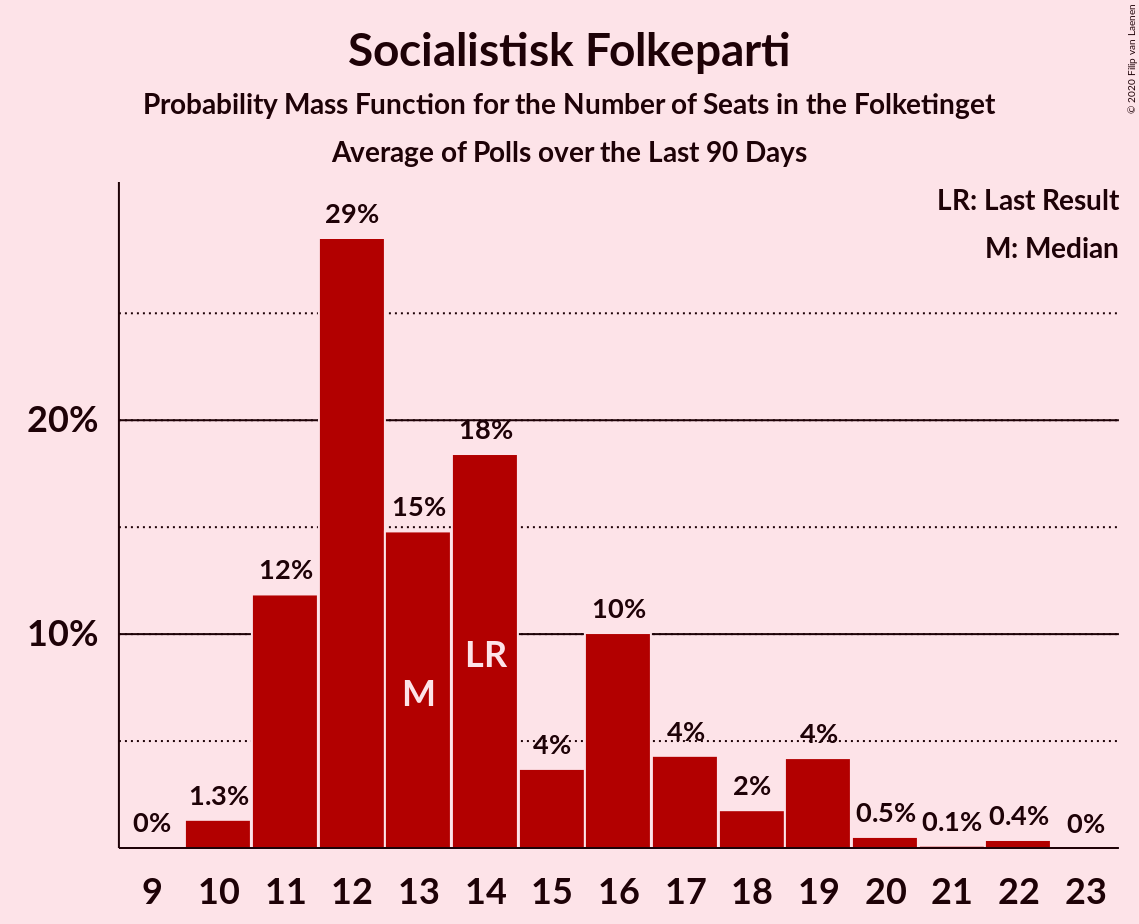 Socialistisk Folkeparti
Probability Mass Function for the Number of Seats in the Folketinget
Average of Polls over the Last 90 Days
© 2020 Filip van Laenen
LR: Last Result
M: Median
29%
20%
18%
15%
12%
10%
10%
LR
M
4%
4%
4%
2%
1.3%
0%
0.5%
0.1%
0.4%
0%
9 10 11 12 13 14 15 16 17 18 19 20 21 22 23